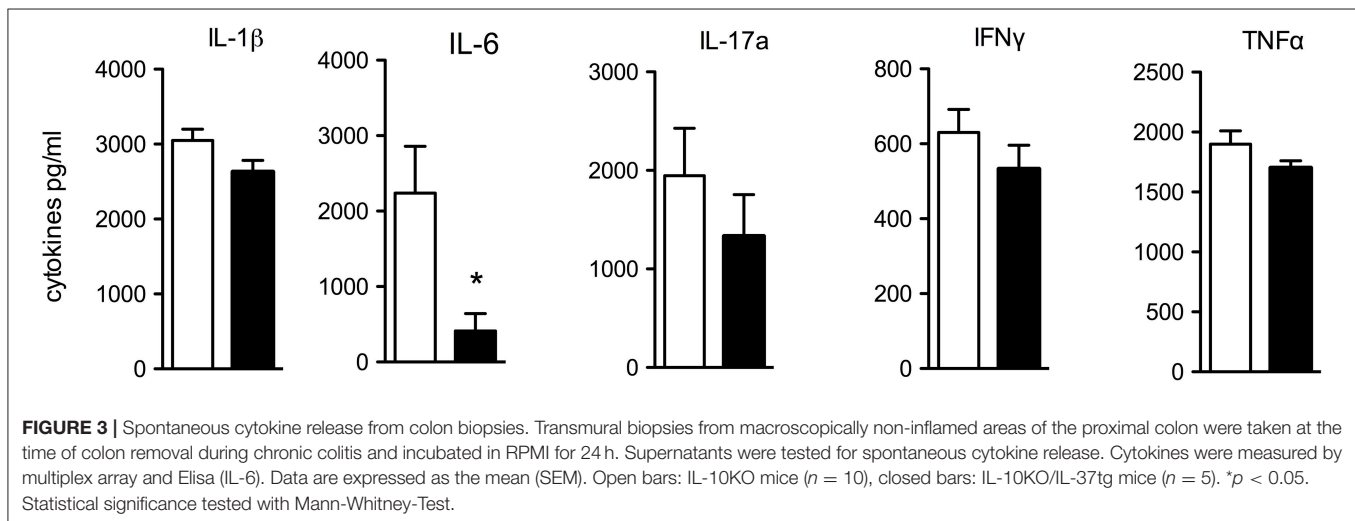 IL-1β
IL-6
IL-17a
IFNγ
TNFα
cytokines pg/ml
4000
3000
2000
1000
0
4000
3000
2000
1000
0
*
3000
2000
1000
0
800
600
400
200
0
2500
2000
1500
1000
500
0
FIGURE 3 | Spontaneous cytokine release from colon biopsies. Transmural biopsies from macroscopically non-inflamed areas of the proximal colon were taken at the
time of colon removal during chronic colitis and incubated in RPMI for 24 h. Supernatants were tested for spontaneous cytokine release. Cytokines were measured by
multiplex array and Elisa (IL-6). Data are expressed as the mean (SEM). Open bars: IL-10KO mice (n = 10), closed bars: IL-10KO/IL-37tg mice (n = 5). *p < 0.05.
Statistical significance tested with Mann-Whitney-Test.